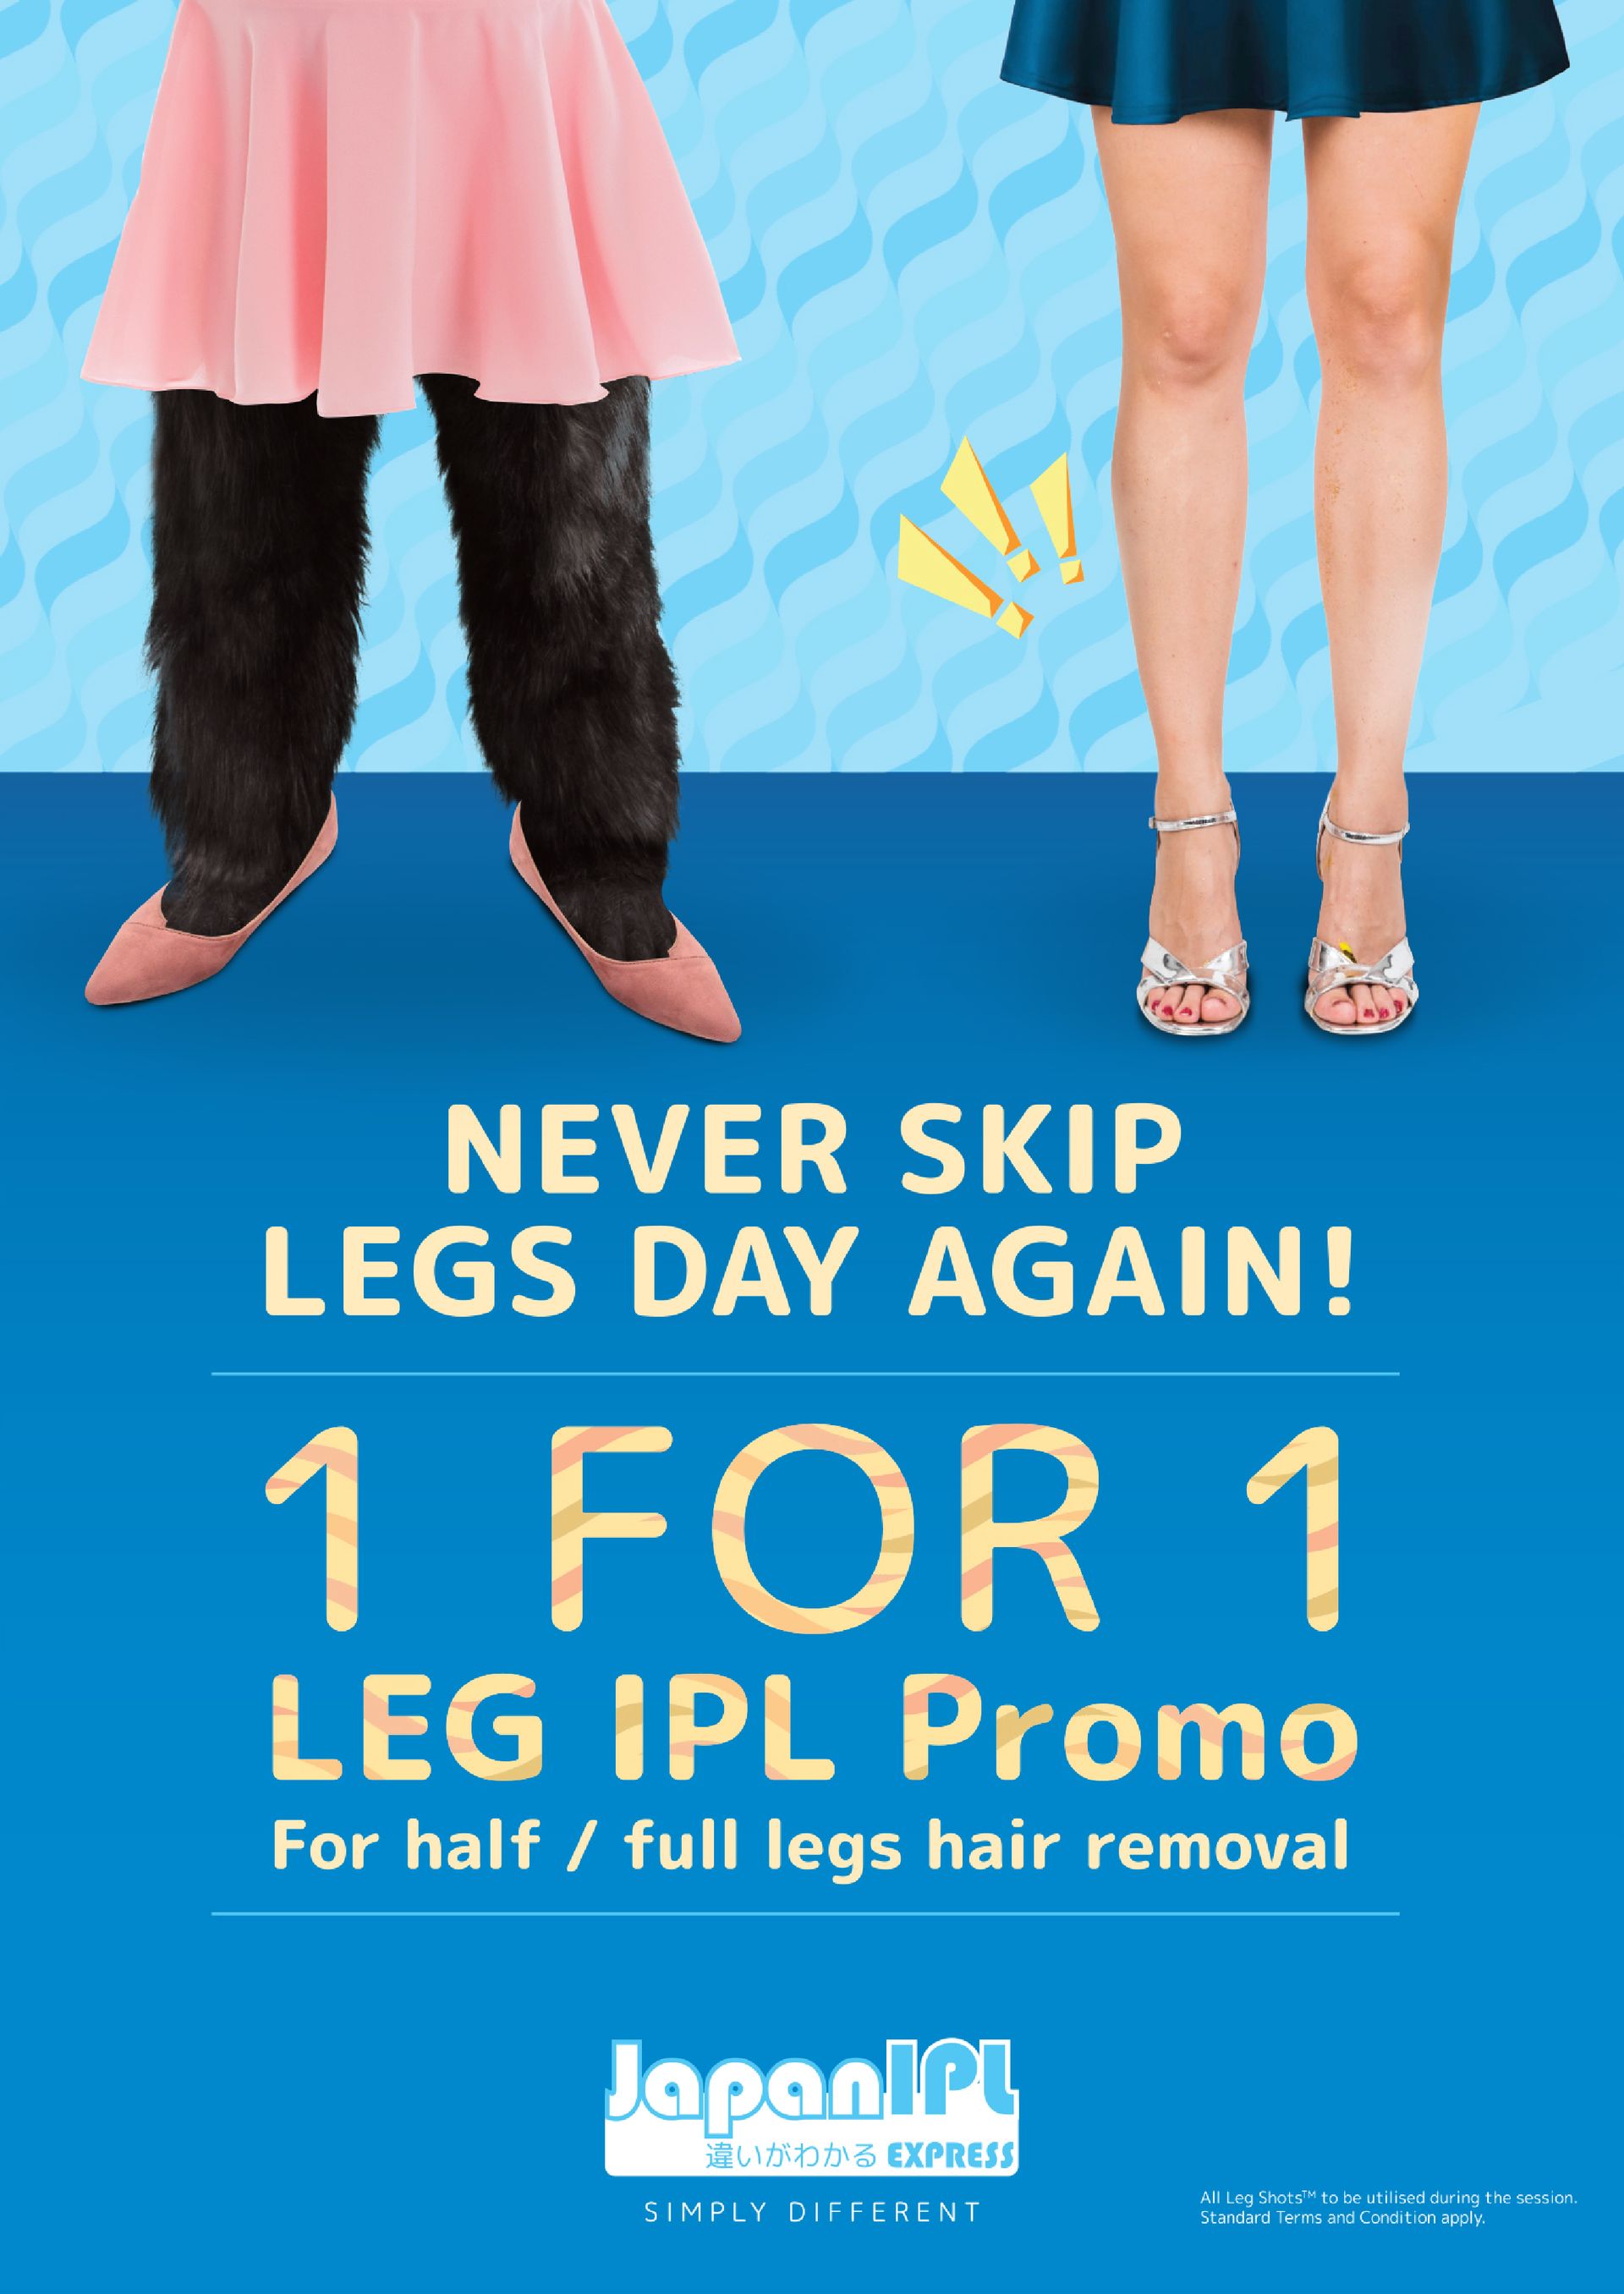 NEVER SKIP
LEGS DAY AGAIN!
1 FOR 1
LEG IPL Promo
For half / full legs hair removal
JapanIPL
違いがわかる EXPRESS
SIMPLY DIFFERENT
All Leg Shots™ to be utilised during the session.
Standard Terms and Condition apply.